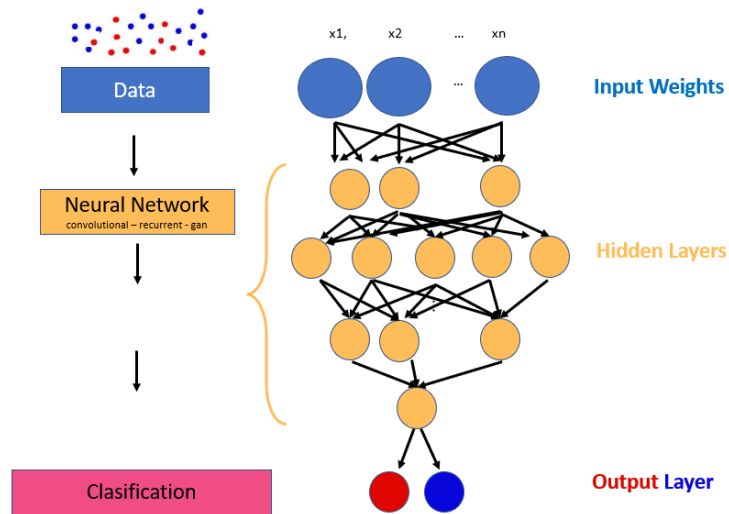 x1, x2 ... xn
Data
...
Input Weights
Neural Network
convolutional – recurrent - gan
Hidden Layers
:
Clasification
Output Layer